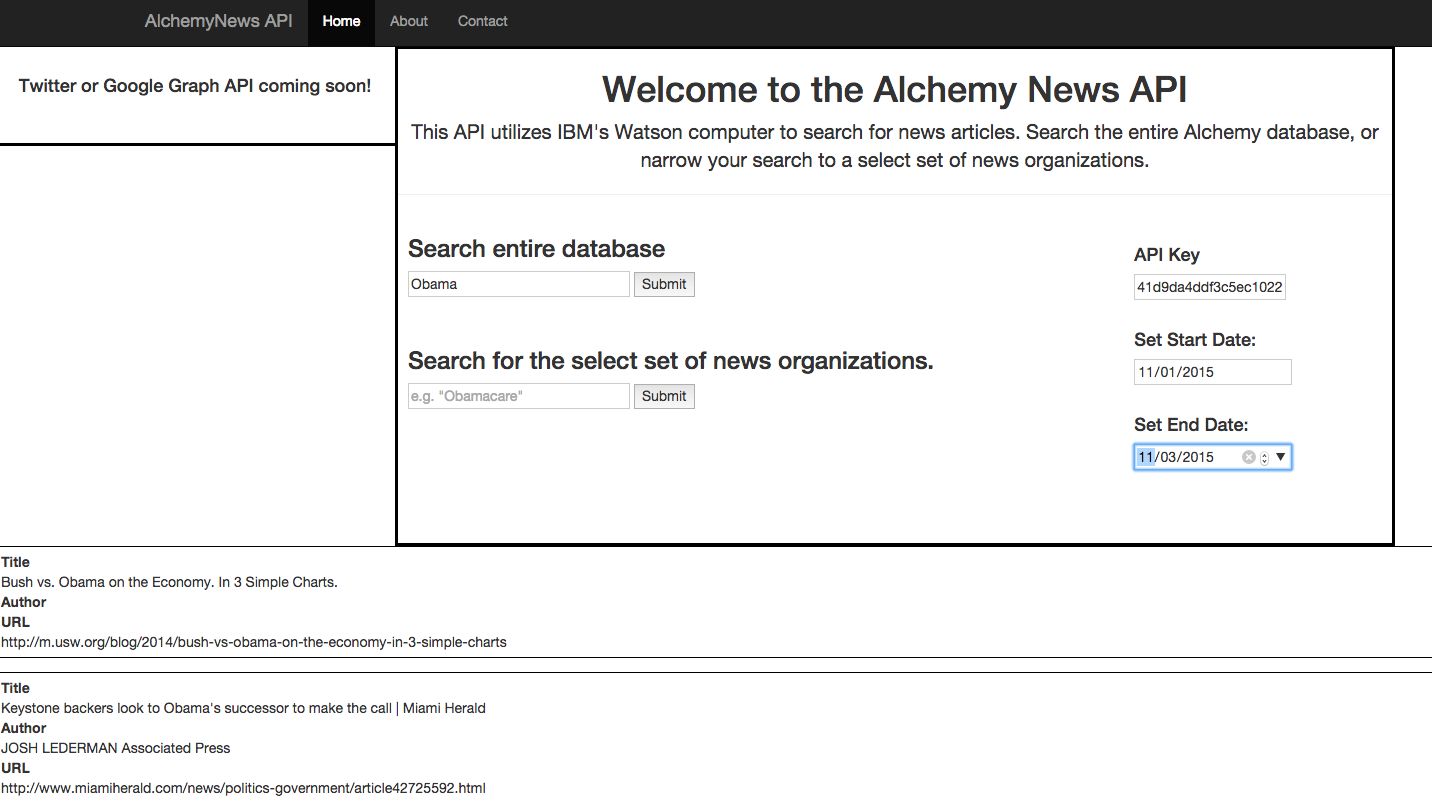 AlchemyNews API Home About Contact
Twitter or Google Graph API coming soon!
Welcome to the Alchemy News API
This API utilizes IBM's Watson computer to search for news articles. Search the entire Alchemy database, or
narrow your search to a select set of news organizations.
Search entire database
Obama Submit
Search for the select set of news organizations.
e.g. "Obamacare" Submit
API Key
41d9da4ddf3c5ec1022
Set Start Date:
11/01/2015
Set End Date:
11/03/2015
Title
Bush vs. Obama on the Economy. In 3 Simple Charts.
Author
URL
http://m.usw.org/blog/2014/bush-vs-obama-on-the-economy-in-3-simple-charts
Title
Keystone backers look to Obama's successor to make the call | Miami Herald
Author
JOSH LEDERMAN Associated Press
URL
http://www.miamiherald.com/news/politics-government/article42725592.html